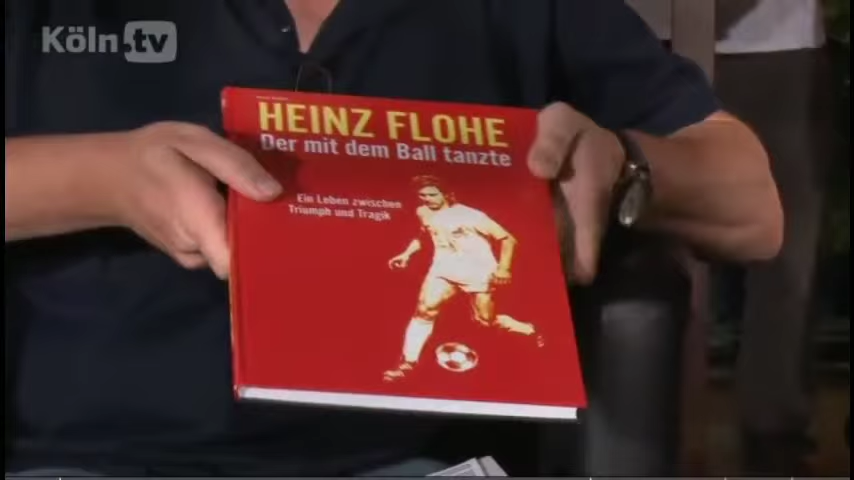 Köln.tv
HEINZ FLOHE
Der mit dem Ball tanzte
Ein Leben zwischen
Triumph und Tragik